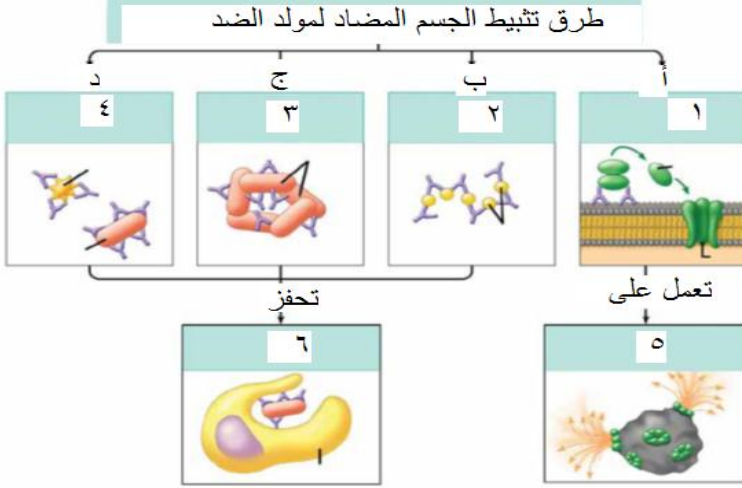 طرق تثبيط الجسم المضاد لمولد الضد
أ ب ج د
١ ٢ ٣ ٤
تعمل على تحفز
٥ ٦